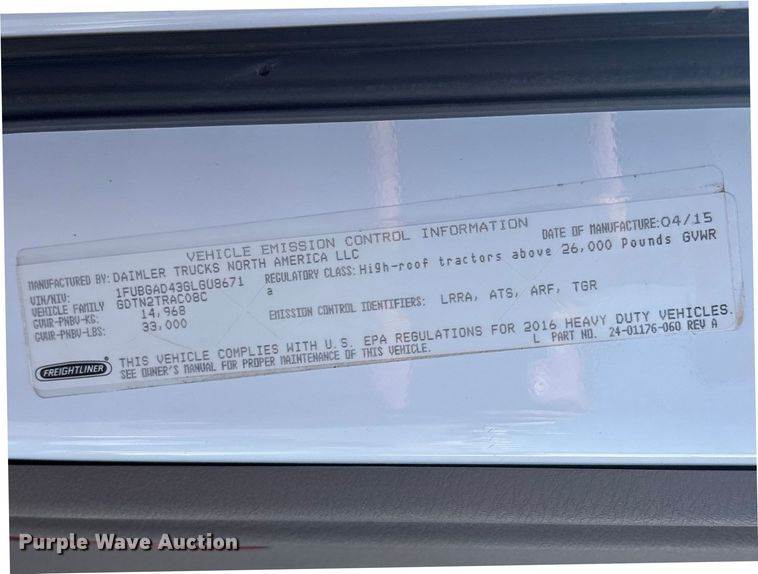 VEHICLE EMISSION CONTROL INFORMATION
DATE OF MANUFACTURE:04/15
MANUFACTURED BY: DAIMLER TRUCKS NORTH AMERICA LLC
VIN/NIV: 1FUBGAD43GLGU8671
REGULATORY CLASS: High-roof tractors above 26,000 Pounds GVWR
VEHICLE FAMILY GDTN2TRAC08C
a
GVWR-PNBV-KG: 14,968
EMISSION CONTROL IDENTIFIERS: LRRA, ATS, ARF, TGR
GVWR-PNBV-LBS: 33,000
FREIGHTLINER
THIS VEHICLE COMPLIES WITH U.S. EPA REGULATIONS FOR 2016 HEAVY DUTY VEHICLES.
SEE OWNER'S MANUAL FOR PROPER MAINTENANCE OF THIS VEHICLE.
L PART NO. 24-01176-060 REV A
Purple Wave Auction